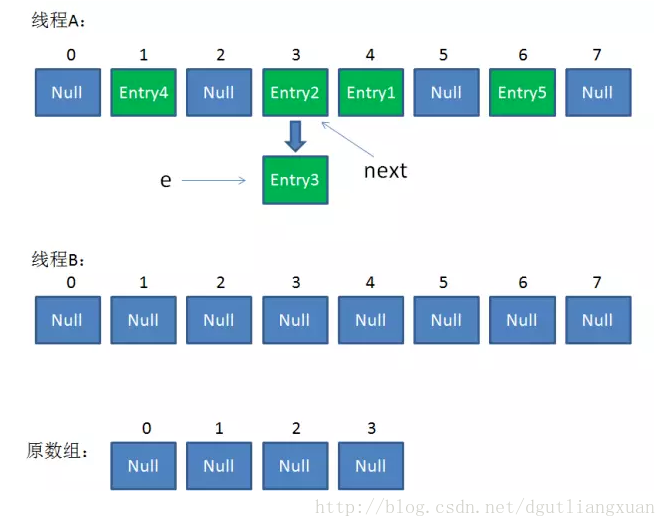 线程A：
0 1 2 3 4 5 6 7
Null Entry4 Null Entry2 Entry1 Null Entry5 Null
e Entry3 next
线程B：
0 1 2 3 4 5 6 7
Null Null Null Null Null Null Null Null
0 1 2 3
原数组：
Null Null Null Null
http://blog.csdn.net/dgutliangxuan